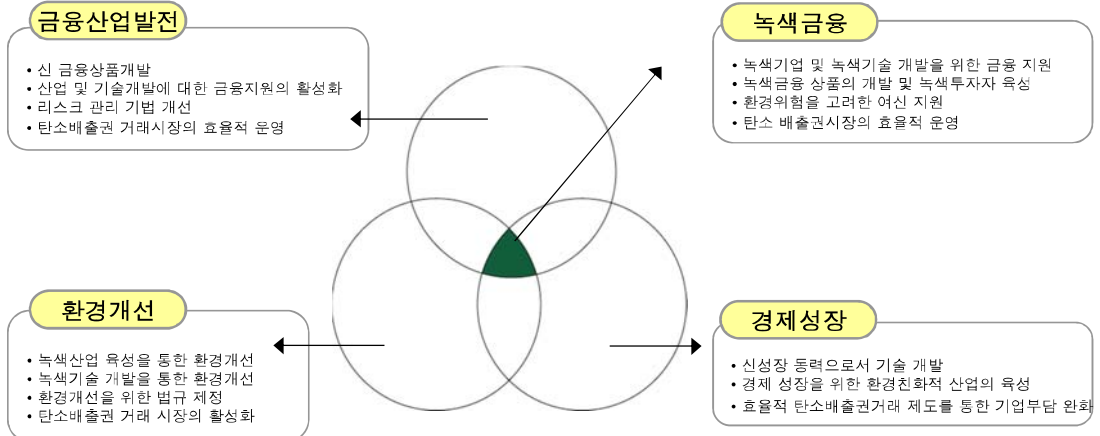 금융산업발전
• 신 금융상품개발
• 산업 및 기술개발에 대한 금융지원의 활성화
• 리스크 관리 기법 개선
• 탄소배출권 거래시장의 효율적 운영
녹색금융
• 녹색기업 및 녹색기술 개발을 위한 금융 지원
• 녹색금융 상품의 개발 및 녹색투자자 육성
• 환경위험을 고려한 여신 지원
• 탄소 배출권시장의 효율적 운영
환경개선
• 녹색산업 육성을 통한 환경개선
• 녹색기술 개발을 통한 환경개선
• 환경개선을 위한 법규 제정
• 탄소배출권 거래 시장의 활성화
경제성장
• 신성장 동력으로서 기술 개발
• 경제 성장을 위한 환경친화적 산업의 육성
• 효율적 탄소배출권거래 제도를 통한 기업부담 완화